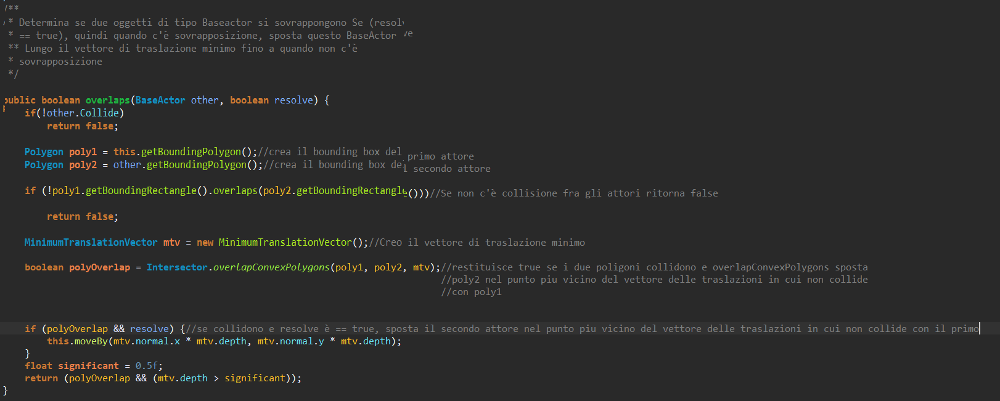 /**
* Determina se due oggetti di tipo Baseactor si sovrappongono Se (resolve
* == true), quindi quando c'è sovrapposizione, sposta questo BaseActor
** Lungo il vettore di traslazione minimo fino a quando non c'è
* sovrapposizione
*/
public boolean overlaps(BaseActor other, boolean resolve) {
if(!other.Collide)
return false;
Polygon poly1 = this.getBoundingPolygon();//crea il bounding box del primo attore
Polygon poly2 = other.getBoundingPolygon();//crea il bounding box del secondo attore
if (!poly1.getBoundingRectangle().overlaps(poly2.getBoundingRectangle()))//Se non c'è collisione fra gli attori ritorna false
return false;
MinimumTranslationVector mtv = new MinimumTranslationVector();//Creo il vettore di traslazione minimo
boolean polyOverlap = Intersector.overlapConvexPolygons(poly1, poly2, mtv);//restituisce true se i due poligoni collidono e overlapConvexPolygons sposta
//poly2 nel punto piu vicino del vettore delle traslazioni in cui non collide
//con poly1
if (polyOverlap && resolve) {//se collidono e resolve è == true, sposta il secondo attore nel punto piu vicino del vettore delle traslazioni in cui non collide con il primo
this.moveBy(mtv.normal.x * mtv.depth, mtv.normal.y * mtv.depth);
}
float significant = 0.5f;
return (polyOverlap && (mtv.depth > significant));
}